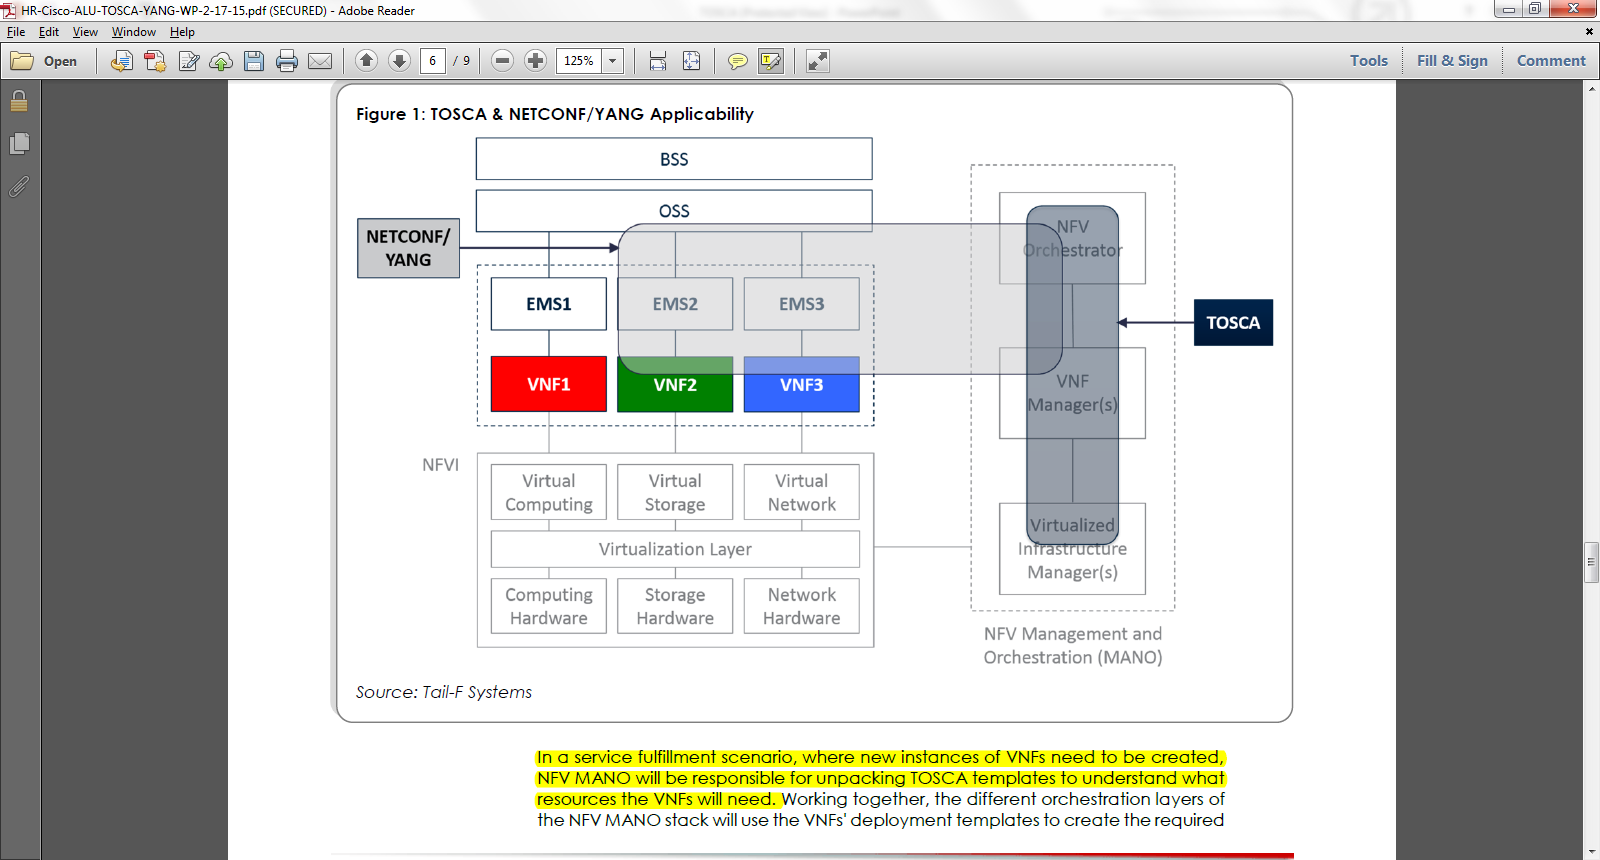 HR-Cisco-ALU-TOSCA-YANG-WP-2-17-15.pdf (SECURED) - Adobe Reader
File Edit View Window Help
Open 6 / 9 125% Tools Fill & Sign Comment
Figure 1: TOSCA & NETCONF/YANG Applicability
BSS
OSS
NETCONF/
YANG
NFV
Orchestrator
EMS1 EMS2 EMS3
TOSCA
VNF1 VNF2 VNF3
VNF
Manager(s)
NFVI
Virtual
Computing
Virtual
Storage
Virtual
Network
Virtualization Layer
Virtualized
Infrastructure
Manager(s)
Computing
Hardware
Storage
Hardware
Network
Hardware
NFV Management and
Orchestration (MANO)
Source: Tail-F Systems
In a service fulfillment scenario, where new instances of VNFs need to be created,
NFV MANO will be responsible for unpacking TOSCA templates to understand what
resources the VNFs will need. Working together, the different orchestration layers of
the NFV MANO stack will use the VNFs' deployment templates to create the required